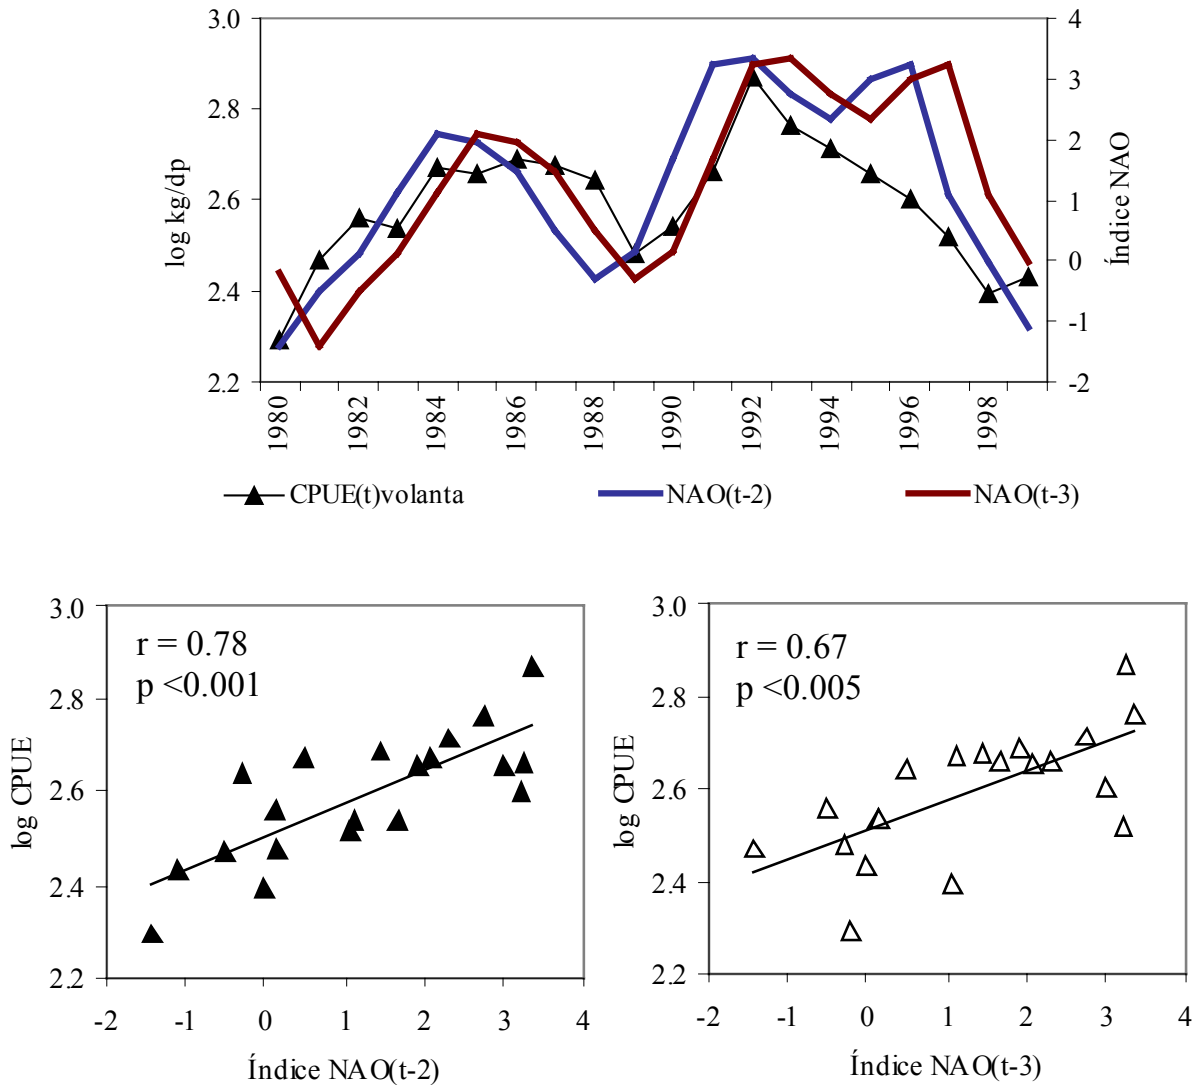 3.0
2.8
2.6
2.4
2.2
log kg/dp
4
3
2
1
0
-1
-2
Índice NAO
1980
1982
1984
1986
1988
1990
1992
1994
1996
1998
CPUE(t)volanta
NAO(t-2)
NAO(t-3)
3.0
2.8
2.6
2.4
2.2
log CPUE
r = 0.78
p <0.001
-2 -1 0 1 2 3 4
Índice NAO(t-2)
3.0
2.8
2.6
2.4
2.2
log CPUE
r = 0.67
p <0.005
-2 -1 0 1 2 3 4
Índice NAO(t-3)